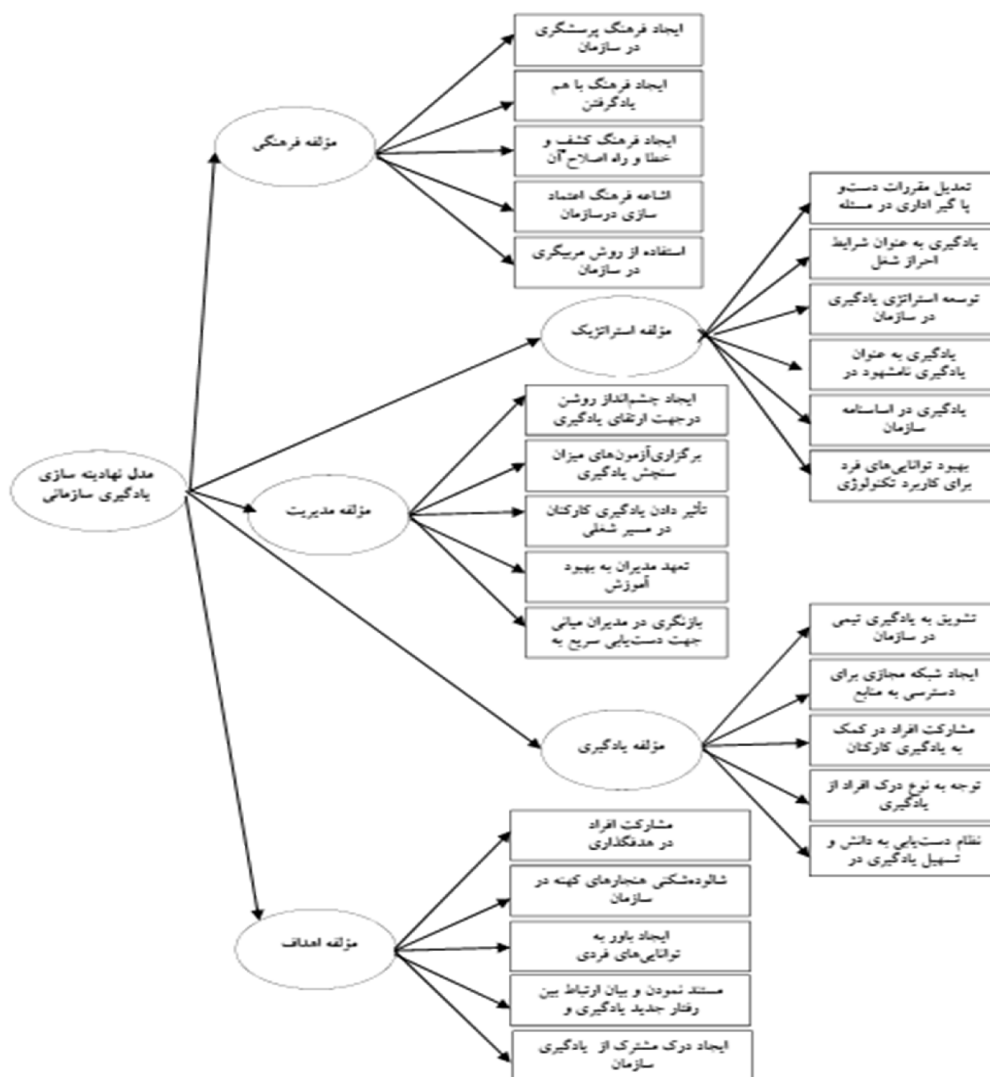 ایجاد فرهنگ پرسشگری
در سازمان
ایجاد فرهنگ با هم
یادگرفتن
ایجاد فرهنگ کشف و
خطا و راه اصلاح آن
اشاعه فرهنگ اعتماد
سازی درسازمان
استفاده از روش مربیگری
در سازمان
مؤلفه فرهنگی
تعدیل مقررات دست‌و
پا گیر اداری در مسئله
یادگیری به عنوان شرایط
احراز شغل
توسعه استراتژی یادگیری
در سازمان
یادگیری به عنوان
یادگیری نامشهود در
یادگیری در اساسنامه
سازمان
بهبود توانایی‌های فرد
برای کاربرد تکنولوژی
مؤلفه استراتژیک
ایجاد چشم‌انداز روشن
درجهت ارتقای یادگیری
برگزاری‌آزمون‌های میزان
سنجش یادگیری
تأثیر دادن یادگیری کارکنان
در مسیر شغلی
تعهد مدیران به بهبود
آموزش
بازنگری در مدیران میانی
جهت دست‌یابی سریع به
مؤلفه مدیریت
مدل نهادینه سازی
یادگیری سازمانی
تشویق به یادگیری تیمی
در سازمان
ایجاد شبکه مجازی برای
دسترسی به منابع
مشارکت افراد در کمک
به یادگیری کارکنان
توجه به نوع درک افراد از
یادگیری
نظام دست‌یابی به دانش و
تسهیل یادگیری در
مؤلفه یادگیری
مشارکت افراد
در هدفگذاری
شالوده‌شکنی هنجارهای کهنه در
سازمان
ایجاد باور به
توانایی‌های فردی
مستند نمودن و بیان ارتباط بین
رفتار جدید یادگیری و
ایجاد درک مشترک از یادگیری
سازمان
مؤلفه اهداف